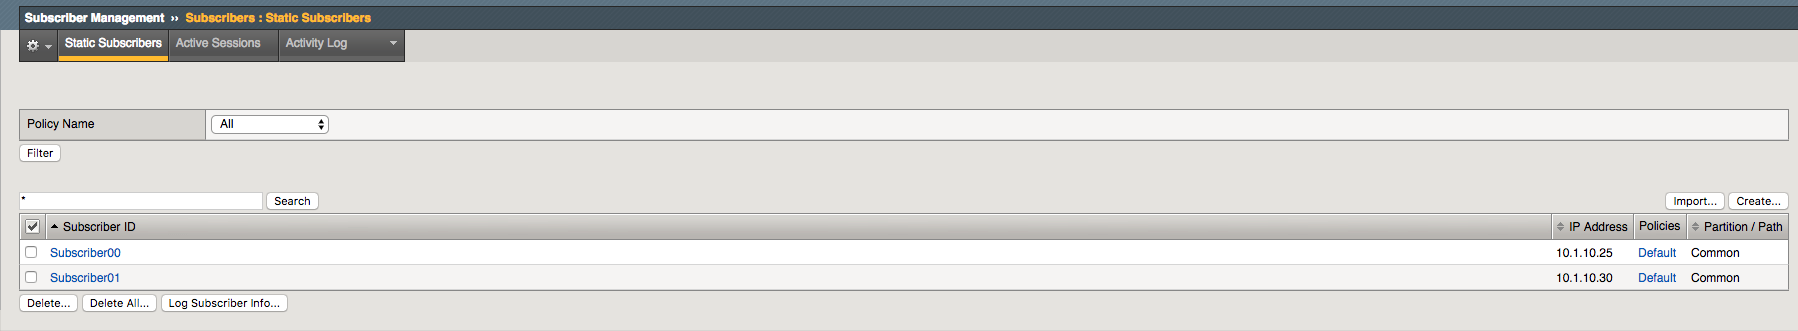 Subscriber Management ›› Subscribers : Static Subscribers
Static Subscribers Active Sessions Activity Log
Policy Name All
Filter
* Search Import... Create...
Subscriber ID IP Address Policies Partition / Path
Subscriber00 10.1.10.25 Default Common
Subscriber01 10.1.10.30 Default Common
Delete... Delete All... Log Subscriber Info...